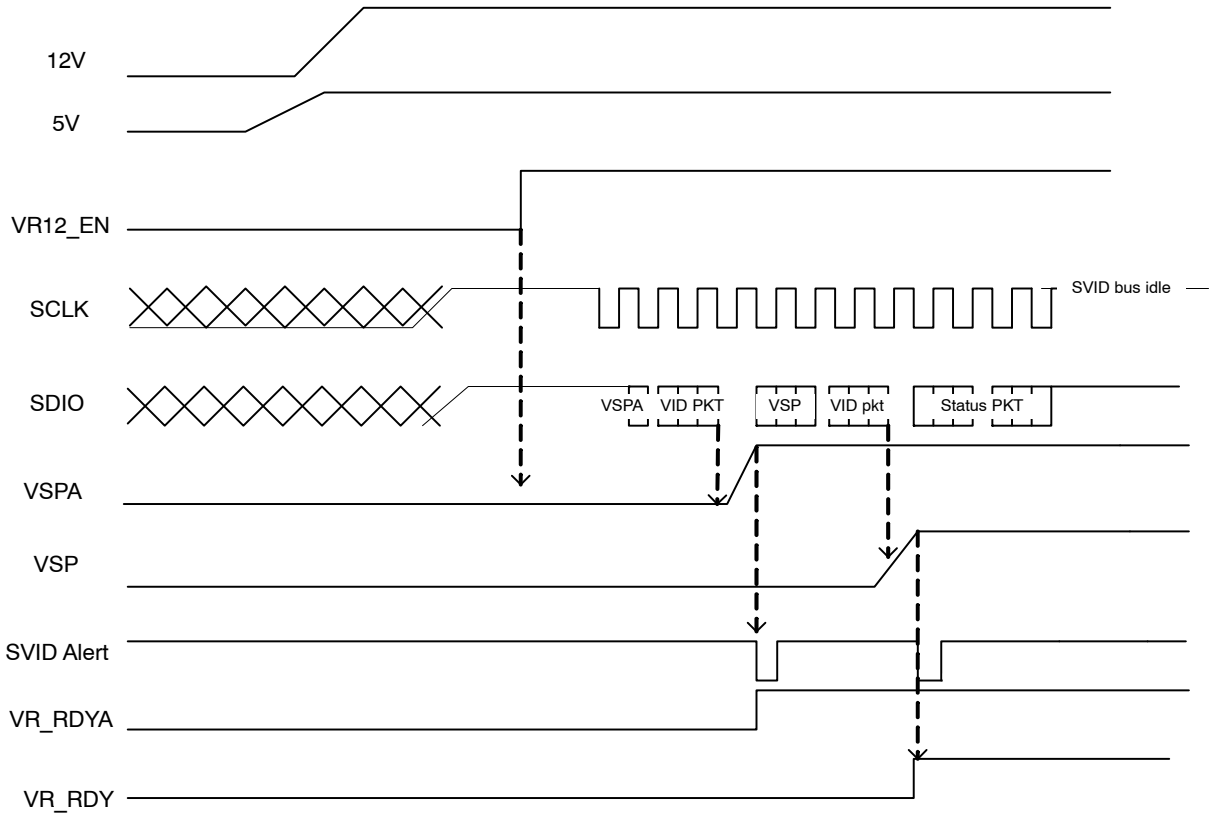 12V
5V
VR12_EN
SCLK
SVID bus idle
SDIO
VSPA VID PKT VSP VID pkt Status PKT
VSPA
VSP
SVID Alert
VR_RDYA
VR_RDY